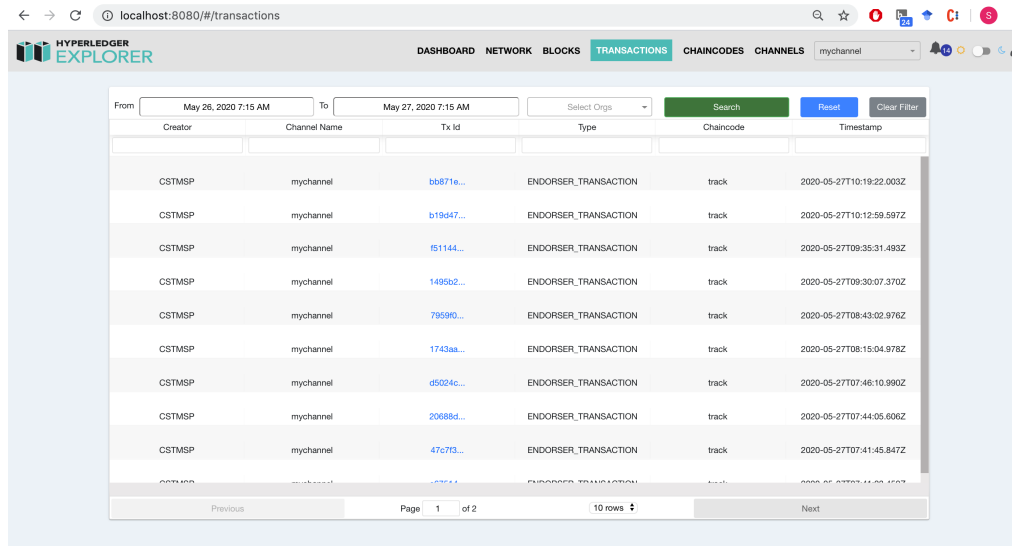 localhost:8080/#/transactions
24
C:
S
HYPERLEDGER
EXPLORER
DASHBOARD NETWORK BLOCKS TRANSACTIONS CHAINCODES CHANNELS mychannel 14
From May 26, 2020 7:15 AM To May 27, 2020 7:15 AM Select Orgs Search Reset Clear Filter
Creator Channel Name Tx Id Type Chaincode Timestamp
CSTMSP mychannel bb871e... ENDORSER_TRANSACTION track 2020-05-27T10:19:22.003Z
CSTMSP mychannel b19d47... ENDORSER_TRANSACTION track 2020-05-27T10:12:59.597Z
CSTMSP mychannel f51144... ENDORSER_TRANSACTION track 2020-05-27T09:35:31.493Z
CSTMSP mychannel 1495b2... ENDORSER_TRANSACTION track 2020-05-27T09:30:07.370Z
CSTMSP mychannel 7959f0... ENDORSER_TRANSACTION track 2020-05-27T08:43:02.976Z
CSTMSP mychannel 1743aa... ENDORSER_TRANSACTION track 2020-05-27T08:15:04.978Z
CSTMSP mychannel d5024c... ENDORSER_TRANSACTION track 2020-05-27T07:46:10.990Z
CSTMSP mychannel 20688d... ENDORSER_TRANSACTION track 2020-05-27T07:44:05.606Z
CSTMSP mychannel 47c7f3... ENDORSER_TRANSACTION track 2020-05-27T07:41:45.847Z
CSTMSP mychannel ENDORSER_TRANSACTION track
Previous Page 1 of 2 10 rows Next